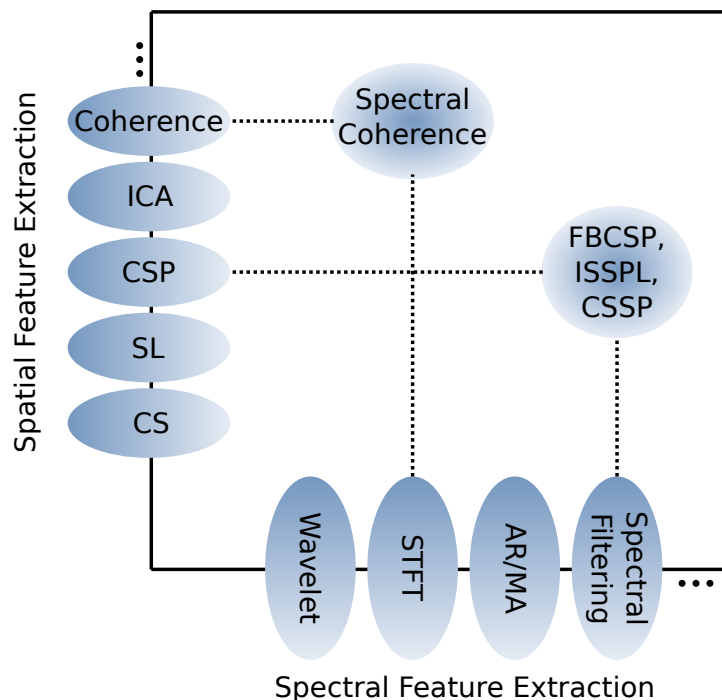 Spatial Feature Extraction
Coherence
ICA
CSP
SL
CS
Spectral
Coherence
FBCSP,
ISSPL,
CSSP
Wavelet
STFT
AR/MA
Spectral
Filtering
Spectral Feature Extraction